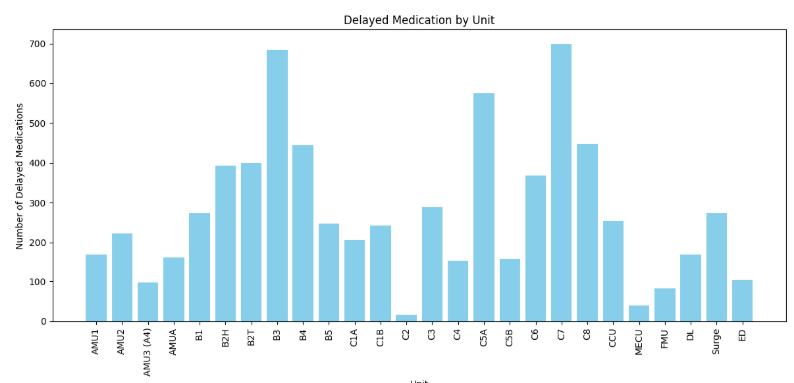 Delayed Medication by Unit
Number of Delayed Medications
700
600
500
400
300
200
100
0
AMU1
AMU2
AMU3 (A4)
AMUA
B1
B2H
B2T
B3
B4
B5
C1A
C1B
C2
C3
C4
C5A
C5B
C6
C7
C8
CCU
MECU
FMU
DL
Surge
ED
Unit